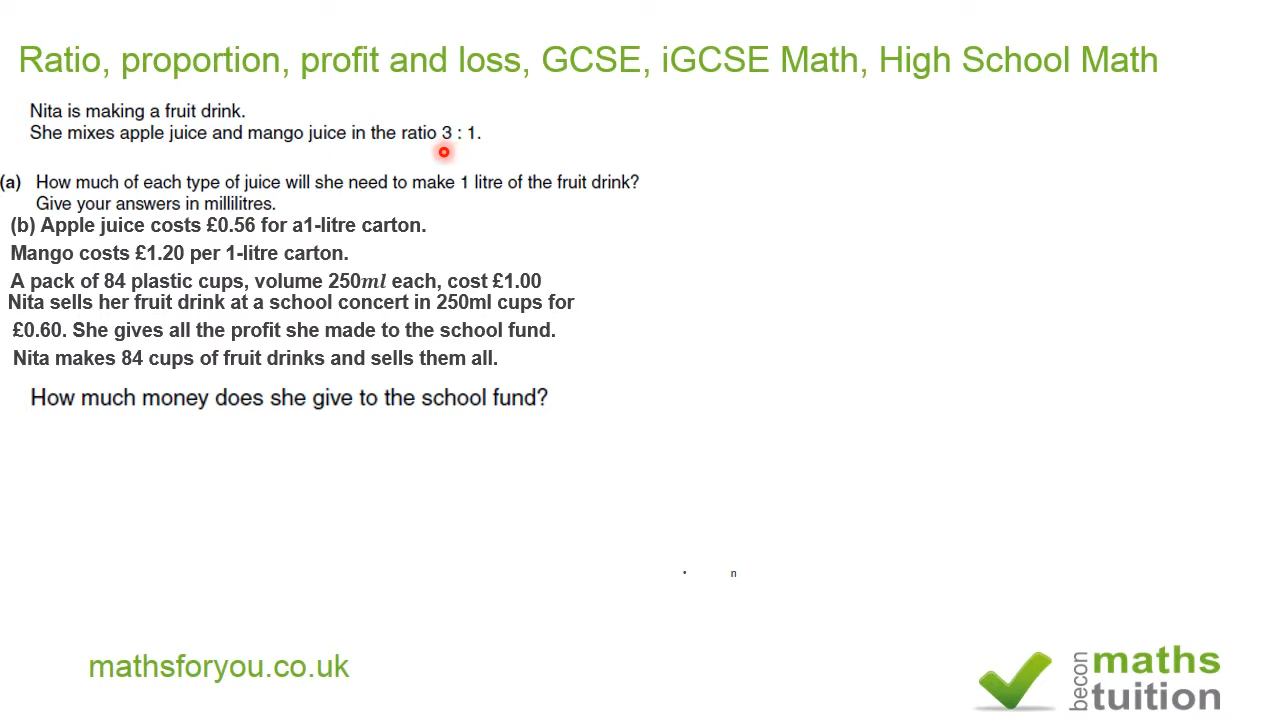 Ratio, proportion, profit and loss, GCSE, iGCSE Math, High School Math
Nita is making a fruit drink.
She mixes apple juice and mango juice in the ratio 3 : 1.
(a) How much of each type of juice will she need to make 1 litre of the fruit drink?
Give your answers in millilitres.
(b) Apple juice costs £0.56 for a1-litre carton.
Mango costs £1.20 per 1-litre carton.
A pack of 84 plastic cups, volume 250ml each, cost £1.00
Nita sells her fruit drink at a school concert in 250ml cups for
£0.60. She gives all the profit she made to the school fund.
Nita makes 84 cups of fruit drinks and sells them all.
How much money does she give to the school fund?
• n
mathsforyou.co.uk
becon maths
tuition